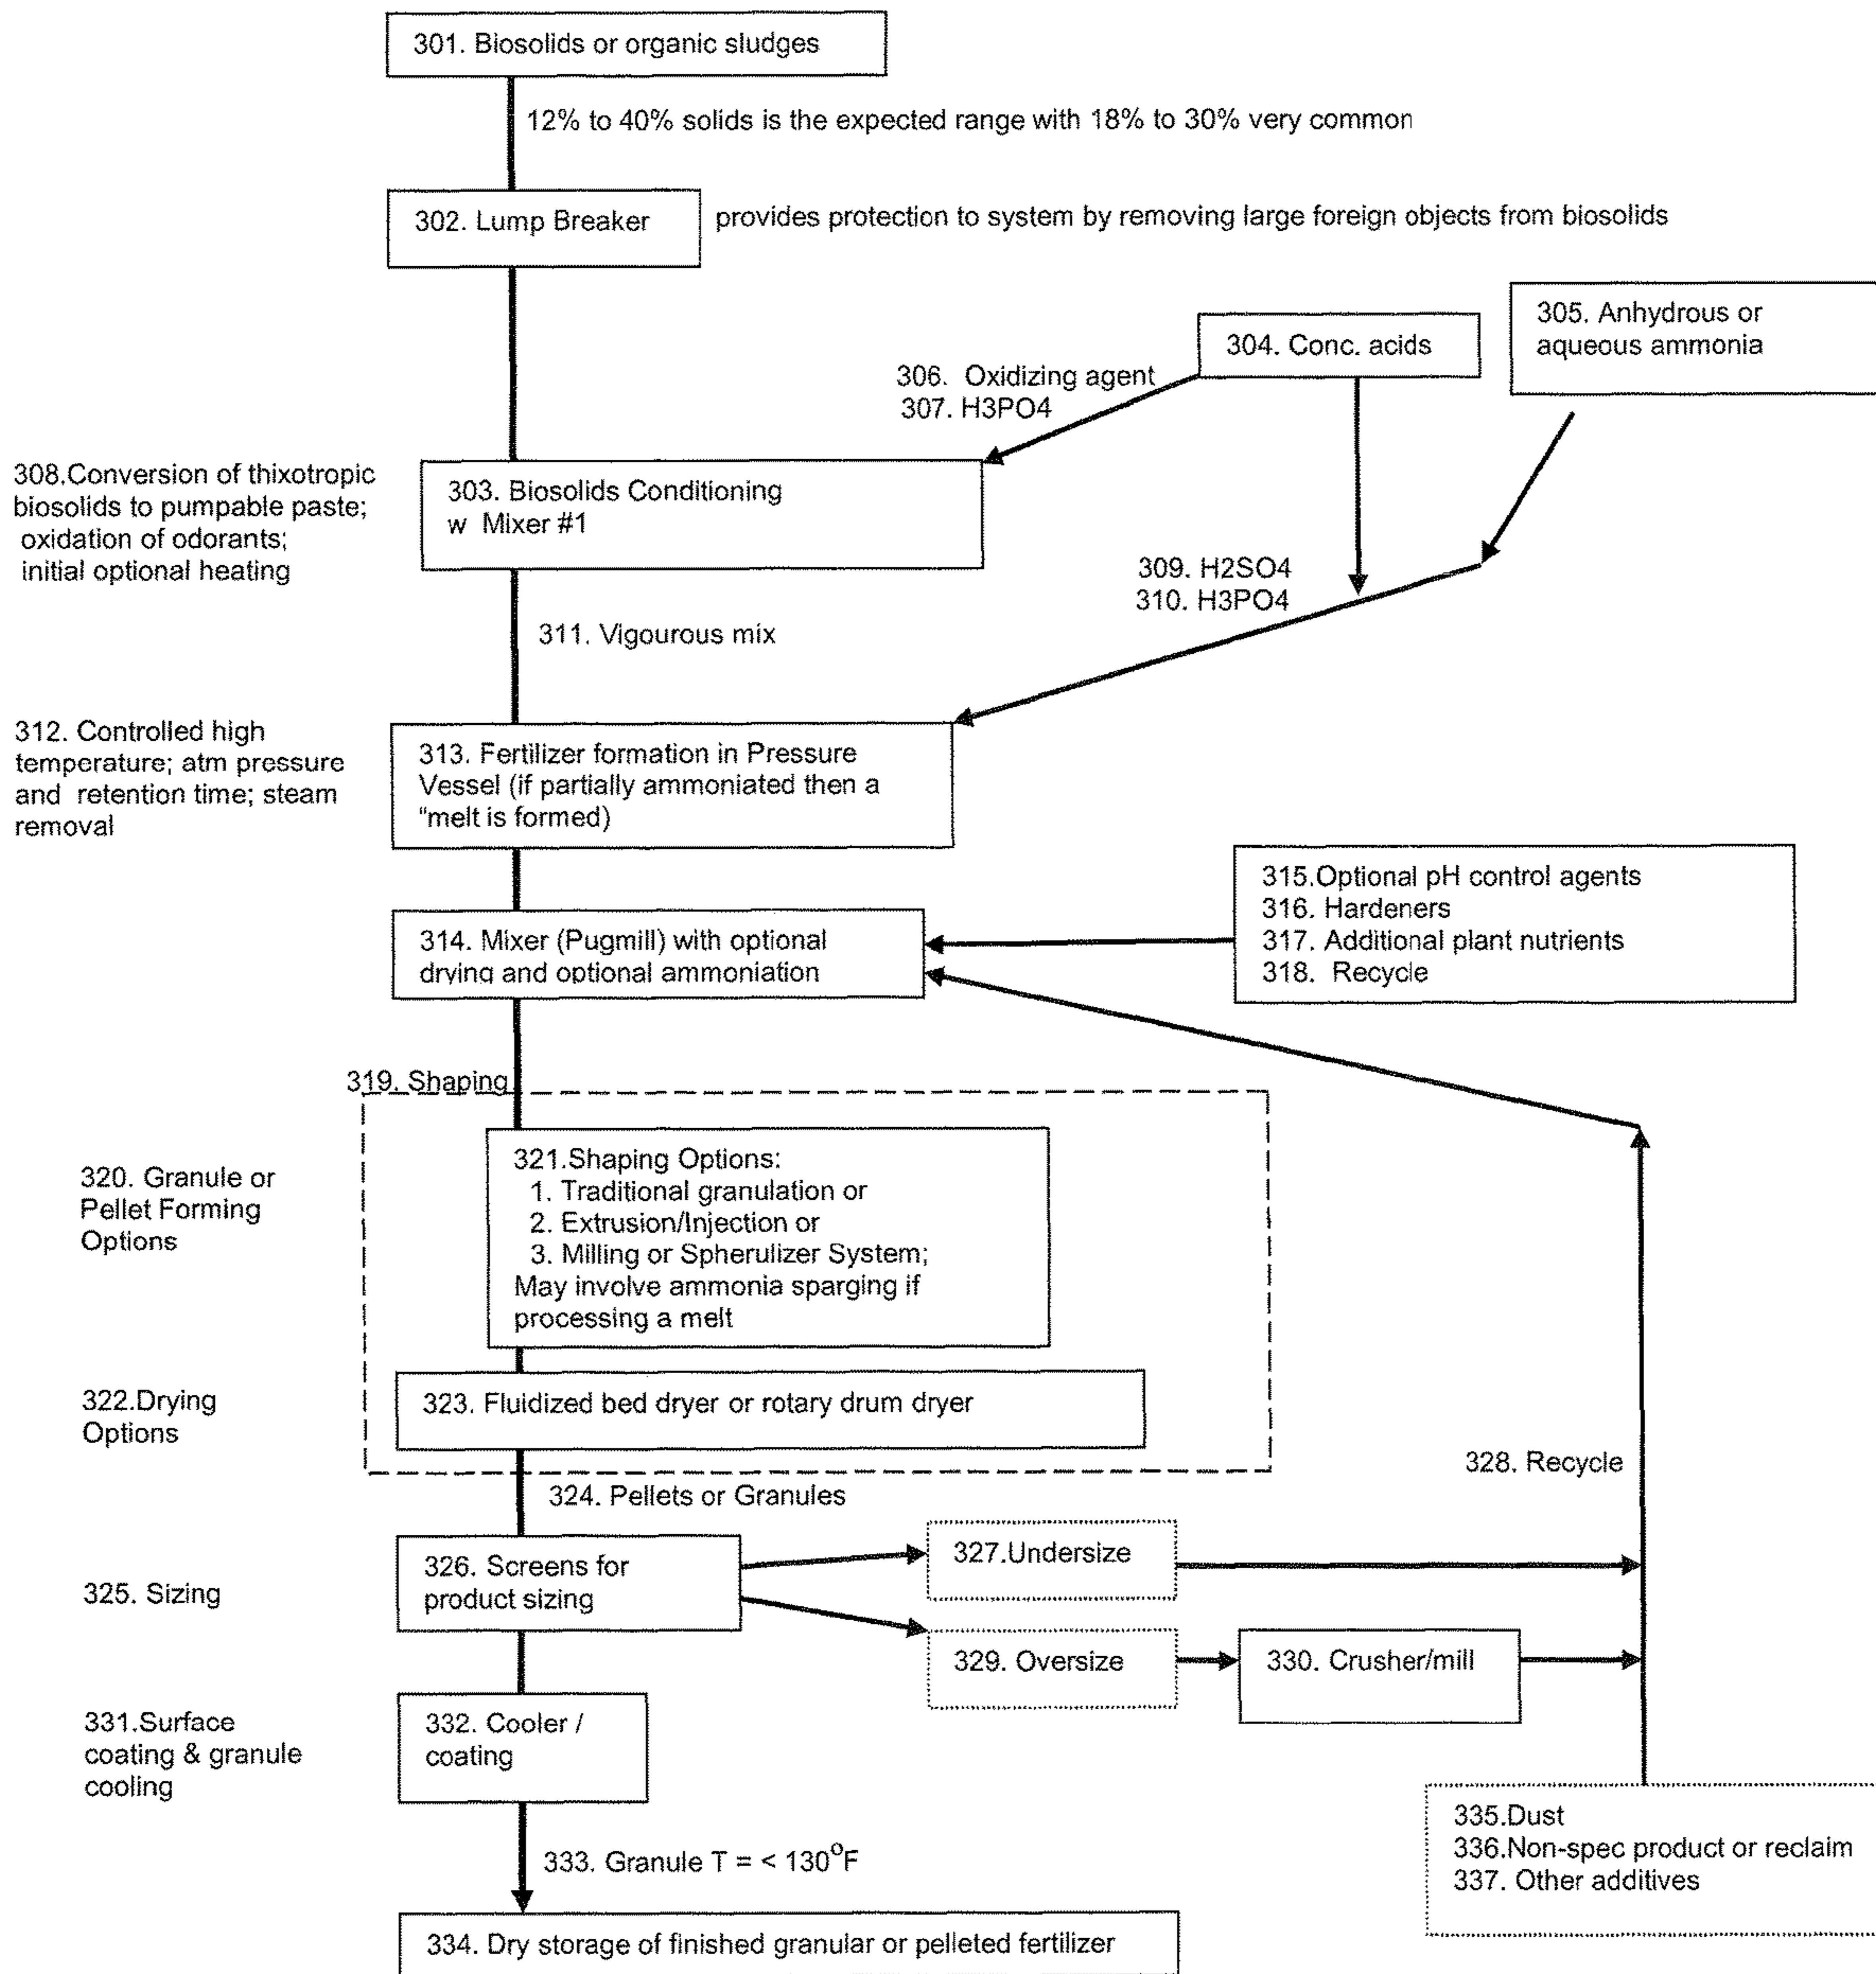 301. Biosolids or organic sludges
12% to 40% solids is the expected range with 18% to 30% very common
302. Lump Breaker
provides protection to system by removing large foreign objects from biosolids
304. Conc. acids
305. Anhydrous or
aqueous ammonia
306. Oxidizing agent
307. H3PO4
308.Conversion of thixotropic
biosolids to pumpable paste;
oxidation of odorants;
initial optional heating
303. Biosolids Conditioning
w Mixer #1
309. H2SO4
310. H3PO4
311. Vigourous mix
312. Controlled high
temperature; atm pressure
and retention time; steam
removal
313. Fertilizer formation in Pressure
Vessel (if partially ammoniated then a
“melt is formed)
314. Mixer (Pugmill) with optional
drying and optional ammoniation
315.Optional pH control agents
316. Hardeners
317. Additional plant nutrients
318. Recycle
319. Shaping
320. Granule or
Pellet Forming
Options
321.Shaping Options:
1. Traditional granulation or
2. Extrusion/Injection or
3. Milling or Spherulizer System;
May involve ammonia sparging if
processing a melt
322.Drying
Options
323. Fluidized bed dryer or rotary drum dryer
328. Recycle
324. Pellets or Granules
325. Sizing
326. Screens for
product sizing
327.Undersize
329. Oversize
330. Crusher/mill
331.Surface
coating & granule
cooling
332. Cooler /
coating
333. Granule T = < 130°F
335.Dust
336.Non-spec product or reclaim
337. Other additives
334. Dry storage of finished granular or pelleted fertilizer